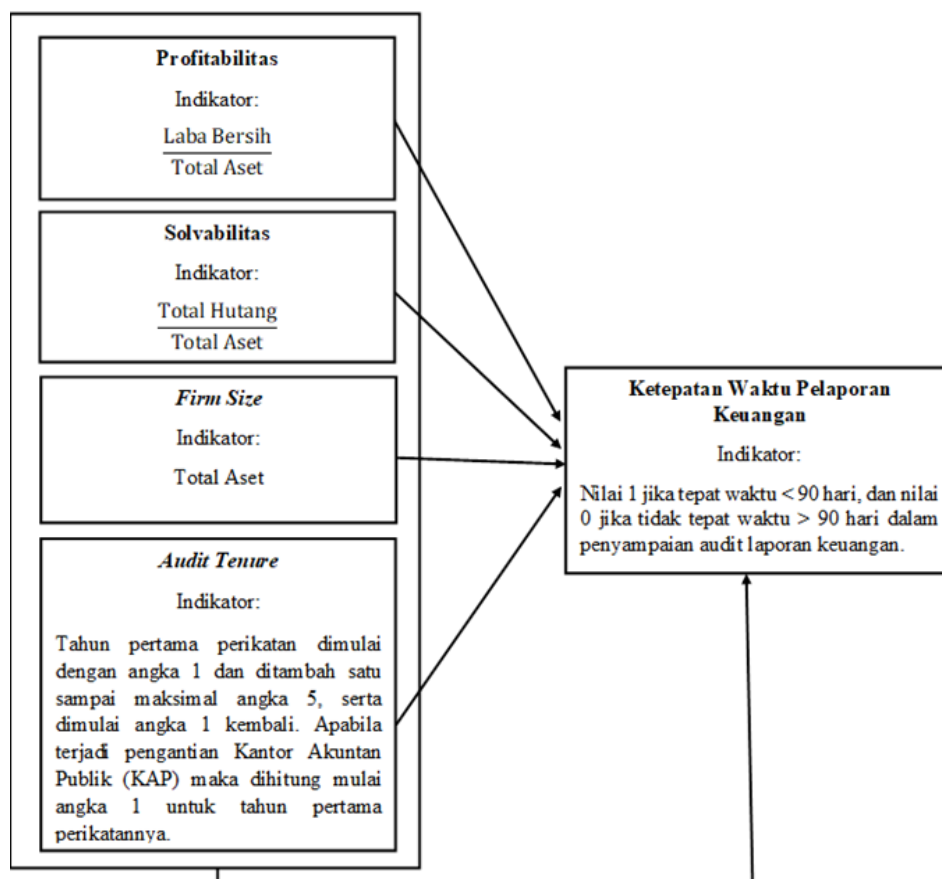 Profitabilitas
Indikator:
Laba Bersih
Total Aset
Solvabilitas
Indikator:
Total Hutang
Total Aset
Firm Size
Indikator:
Total Aset
Audit Tenure
Indikator:
Tahun pertama perikatan dimulai
dengan angka 1 dan ditambah satu
sampai maksimal angka 5, serta
dimulai angka 1 kembali. Apabila
terjadi pengantian Kantor Akuntan
Publik (KAP) maka dihitung mulai
angka 1 untuk tahun pertama
perikatannya.
Ketepatan Waktu Pelaporan
Keuangan
Indikator:
Nilai 1 jika tepat waktu < 90 hari, dan nilai
0 jika tidak tepat waktu > 90 hari dalam
penyampaian audit laporan keuangan.